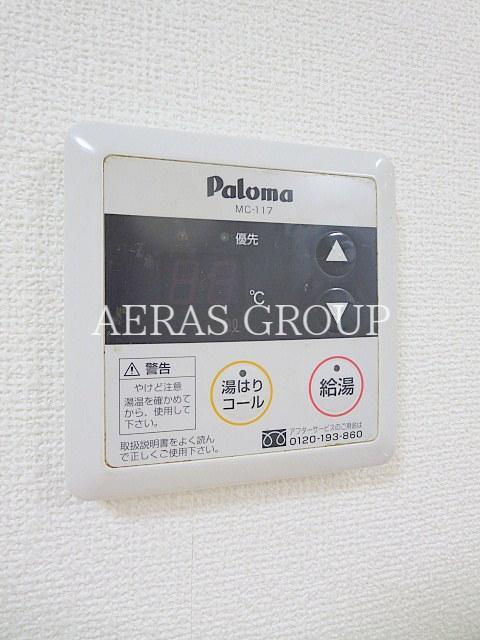 Paloma
MC-117
優先
℃
ℓ
AERAS GROUP
警告
やけど注意
湯温を確かめて
から、使用して
下さい。
取扱説明書をよく読ん
で正しくご使用下さい。
湯はり
コール
給湯
アフターサービスのご用命は
0120-193-860